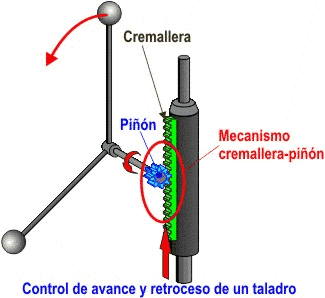 Cremallera
Piñón
Mecanismo
cremallera-piñón
Control de avance y retroceso de un taladro